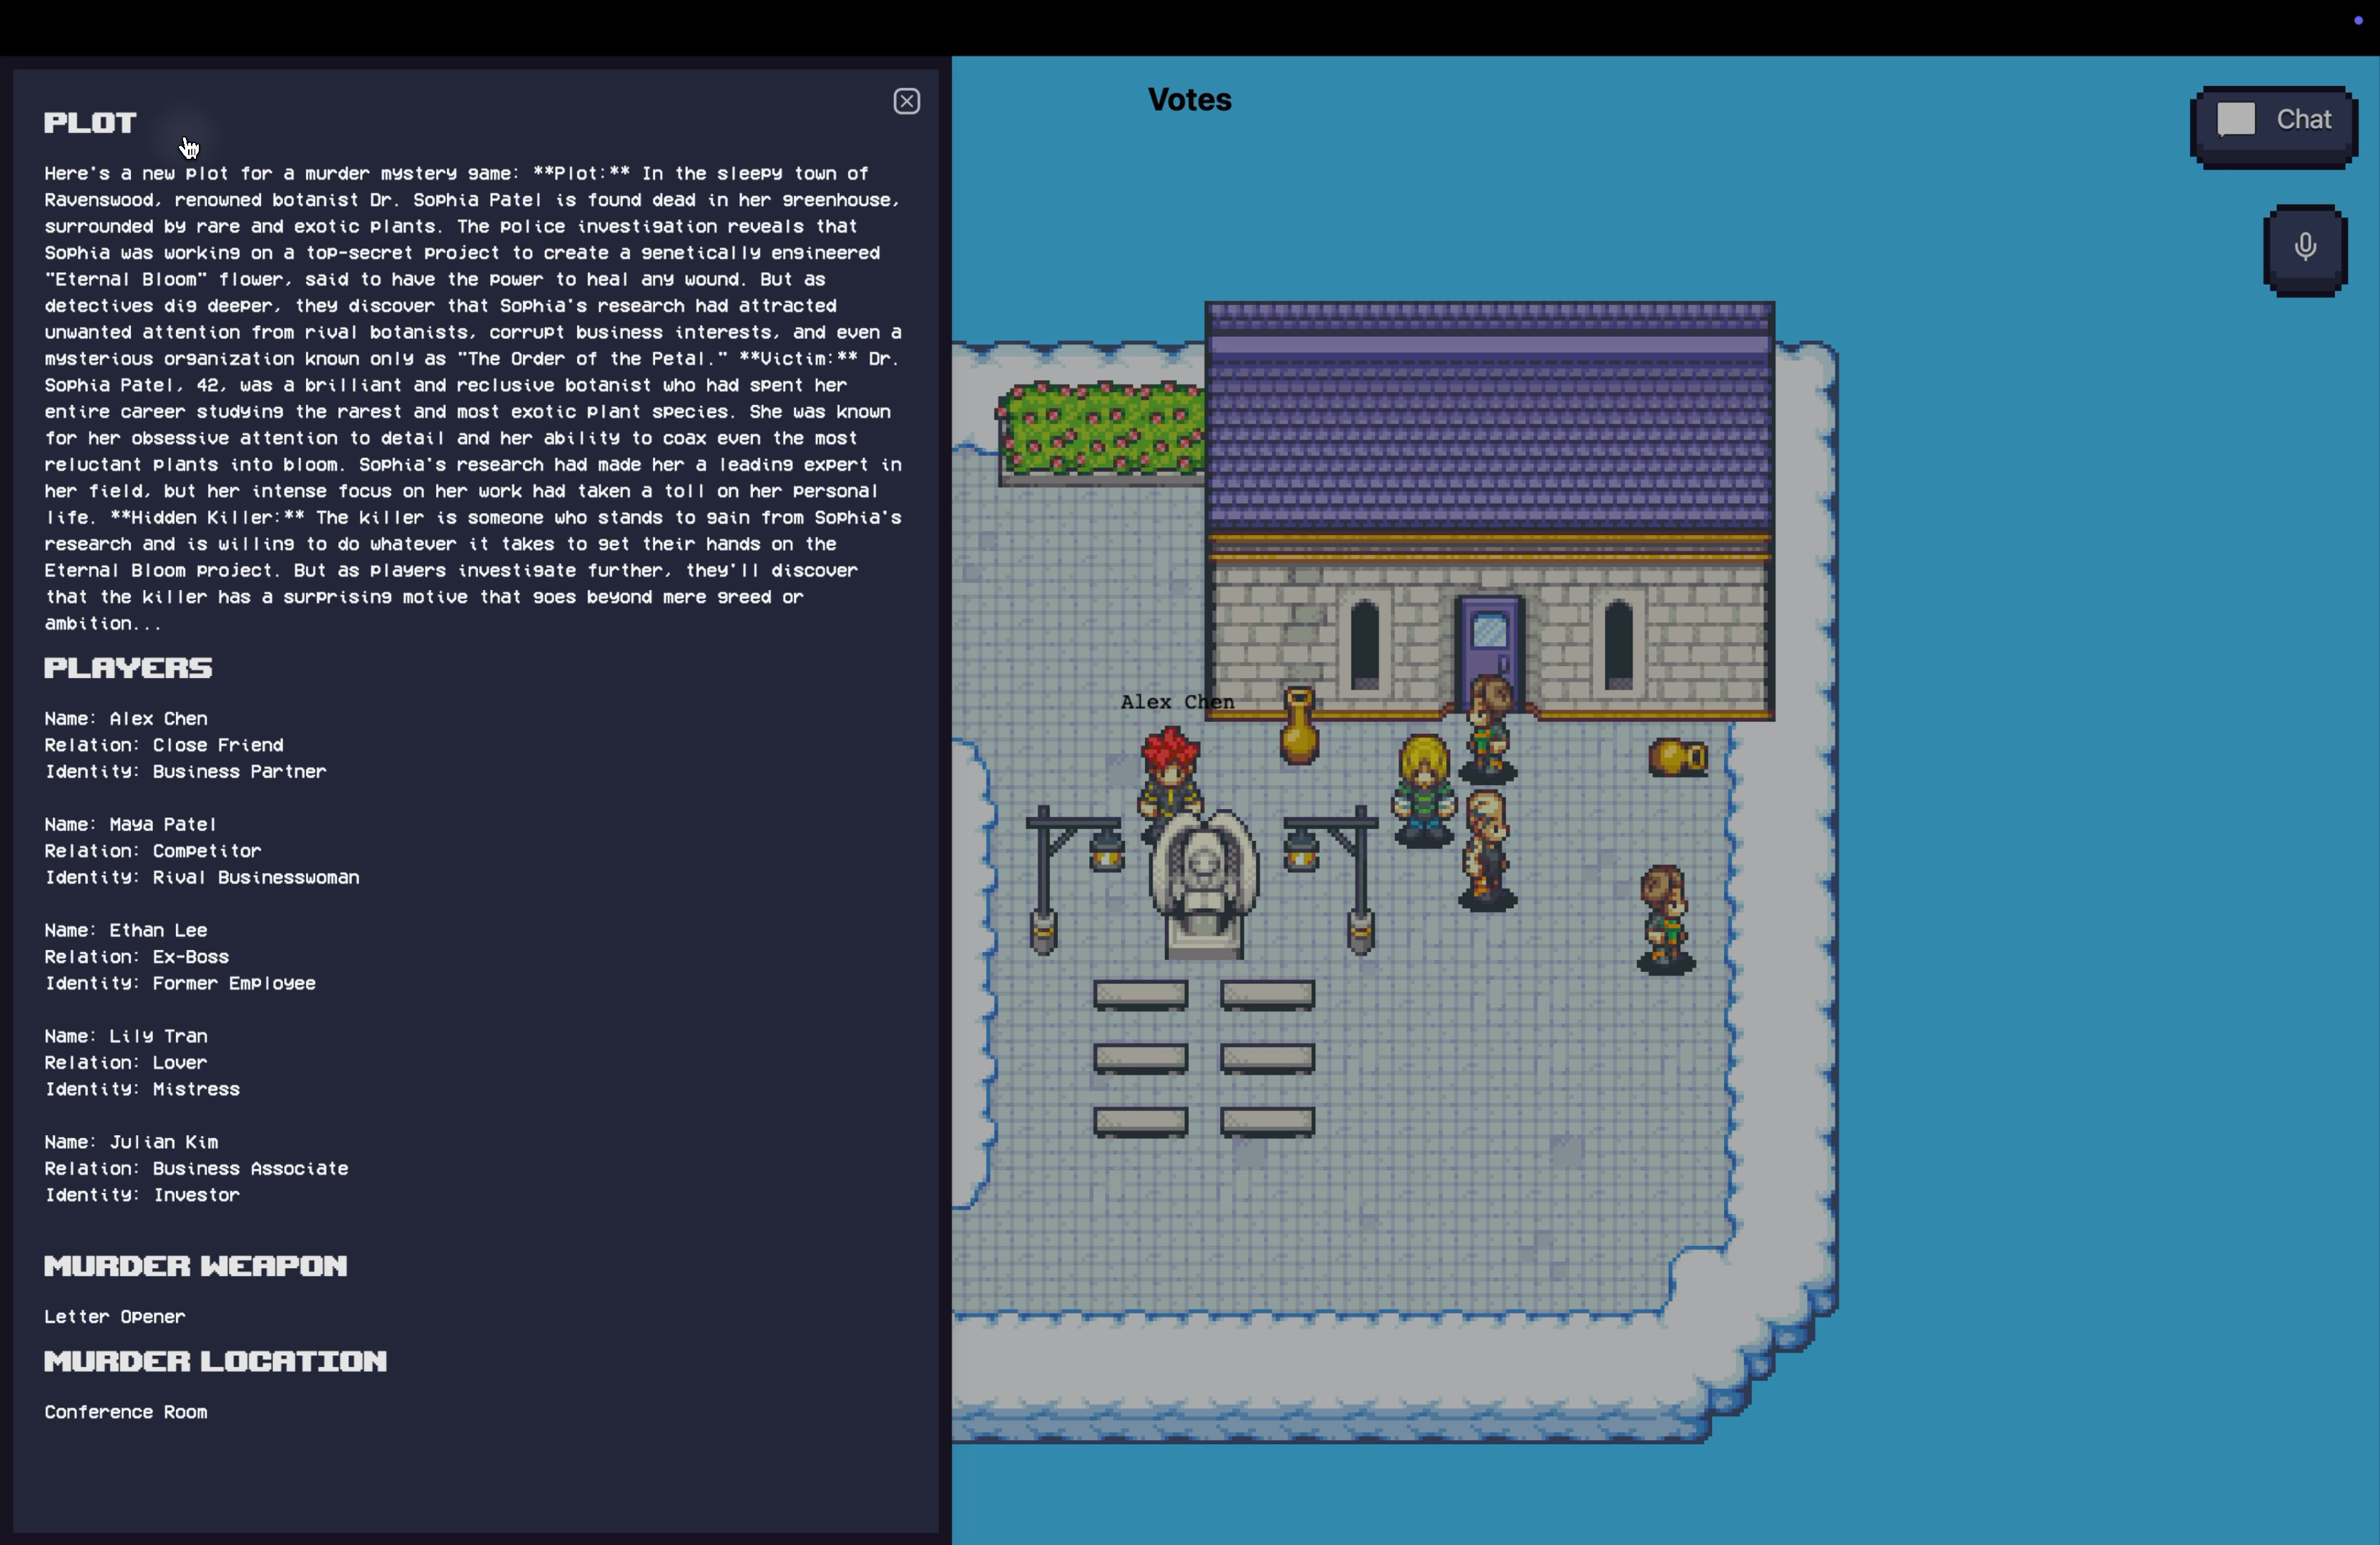 PLOT
Here's a new plot for a murder mystery game: **Plot:** In the sleepy town of
Ravenswood, renowned botanist Dr. Sophia Patel is found dead in her greenhouse,
surrounded by rare and exotic plants. The police investigation reveals that
Sophia was working on a top-secret project to create a genetically engineered
"Eternal Bloom" flower, said to have the power to heal any wound. But as
detectives dig deeper, they discover that Sophia's research had attracted
unwanted attention from rival botanists, corrupt business interests, and even a
mysterious organization known only as "The Order of the Petal." **Victim:** Dr.
Sophia Patel, 42, was a brilliant and reclusive botanist who had spent her
entire career studying the rarest and most exotic plant species. She was known
for her obsessive attention to detail and her ability to coax even the most
reluctant plants into bloom. Sophia's research had made her a leading expert in
her field, but her intense focus on her work had taken a toll on her personal
life. **Hidden Killer:** The killer is someone who stands to gain from Sophia's
research and is willing to do whatever it takes to get their hands on the
Eternal Bloom project. But as players investigate further, they'll discover
that the killer has a surprising motive that goes beyond mere greed or
ambition...
PLAYERS
Name: Alex Chen
Relation: Close Friend
Identity: Business Partner
Name: Maya Patel
Relation: Competitor
Identity: Rival Businesswoman
Name: Ethan Lee
Relation: Ex-Boss
Identity: Former Employee
Name: Lily Tran
Relation: Lover
Identity: Mistress
Name: Julian Kim
Relation: Business Associate
Identity: Investor
MURDER WEAPON
Letter Opener
MURDER LOCATION
Conference Room
Votes
Chat
Alex Chen